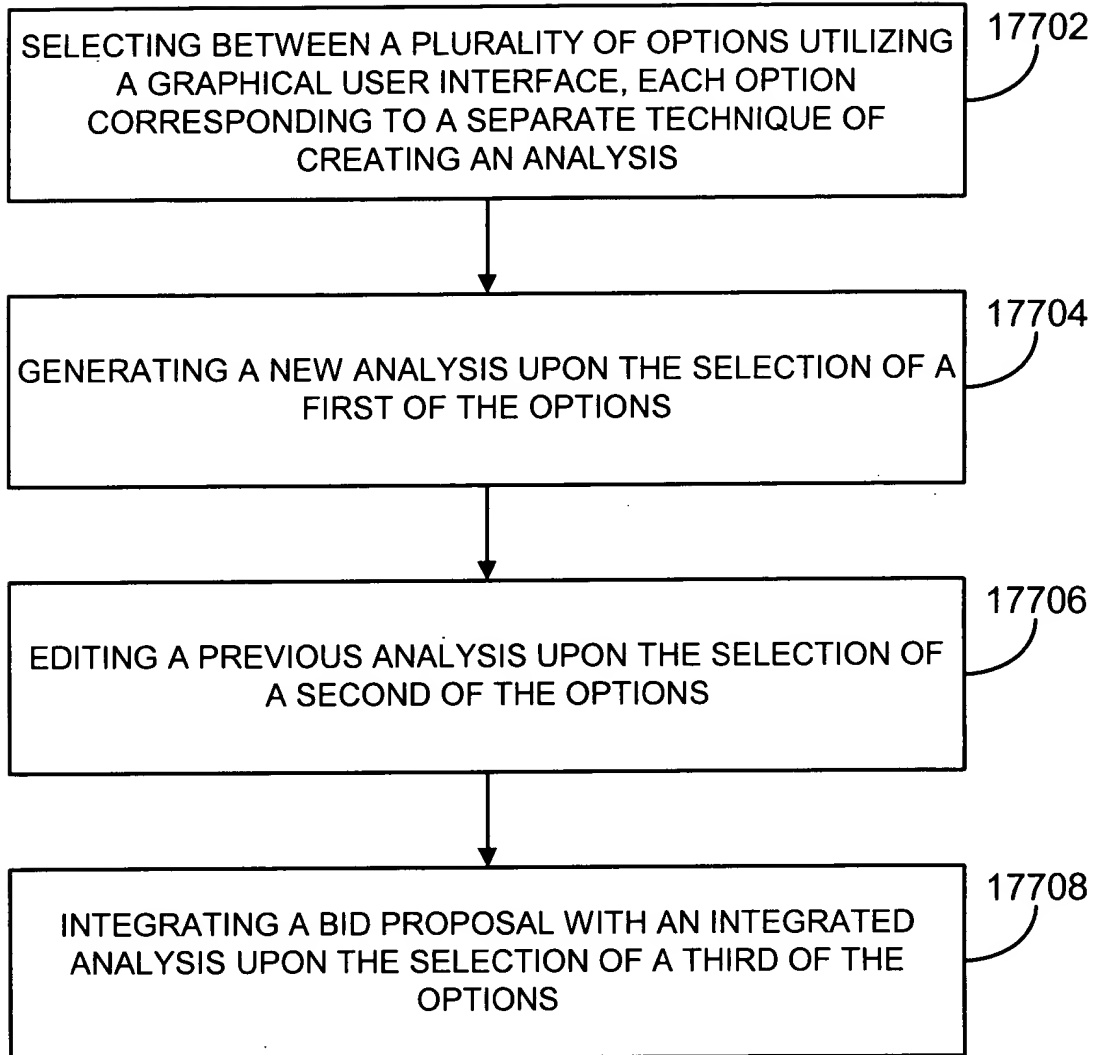 17702
SELECTING BETWEEN A PLURALITY OF OPTIONS UTILIZING
A GRAPHICAL USER INTERFACE, EACH OPTION
CORRESPONDING TO A SEPARATE TECHNIQUE OF
CREATING AN ANALYSIS
17704
GENERATING A NEW ANALYSIS UPON THE SELECTION OF A
FIRST OF THE OPTIONS
17706
EDITING A PREVIOUS ANALYSIS UPON THE SELECTION OF
A SECOND OF THE OPTIONS
17708
INTEGRATING A BID PROPOSAL WITH AN INTEGRATED
ANALYSIS UPON THE SELECTION OF A THIRD OF THE
OPTIONS